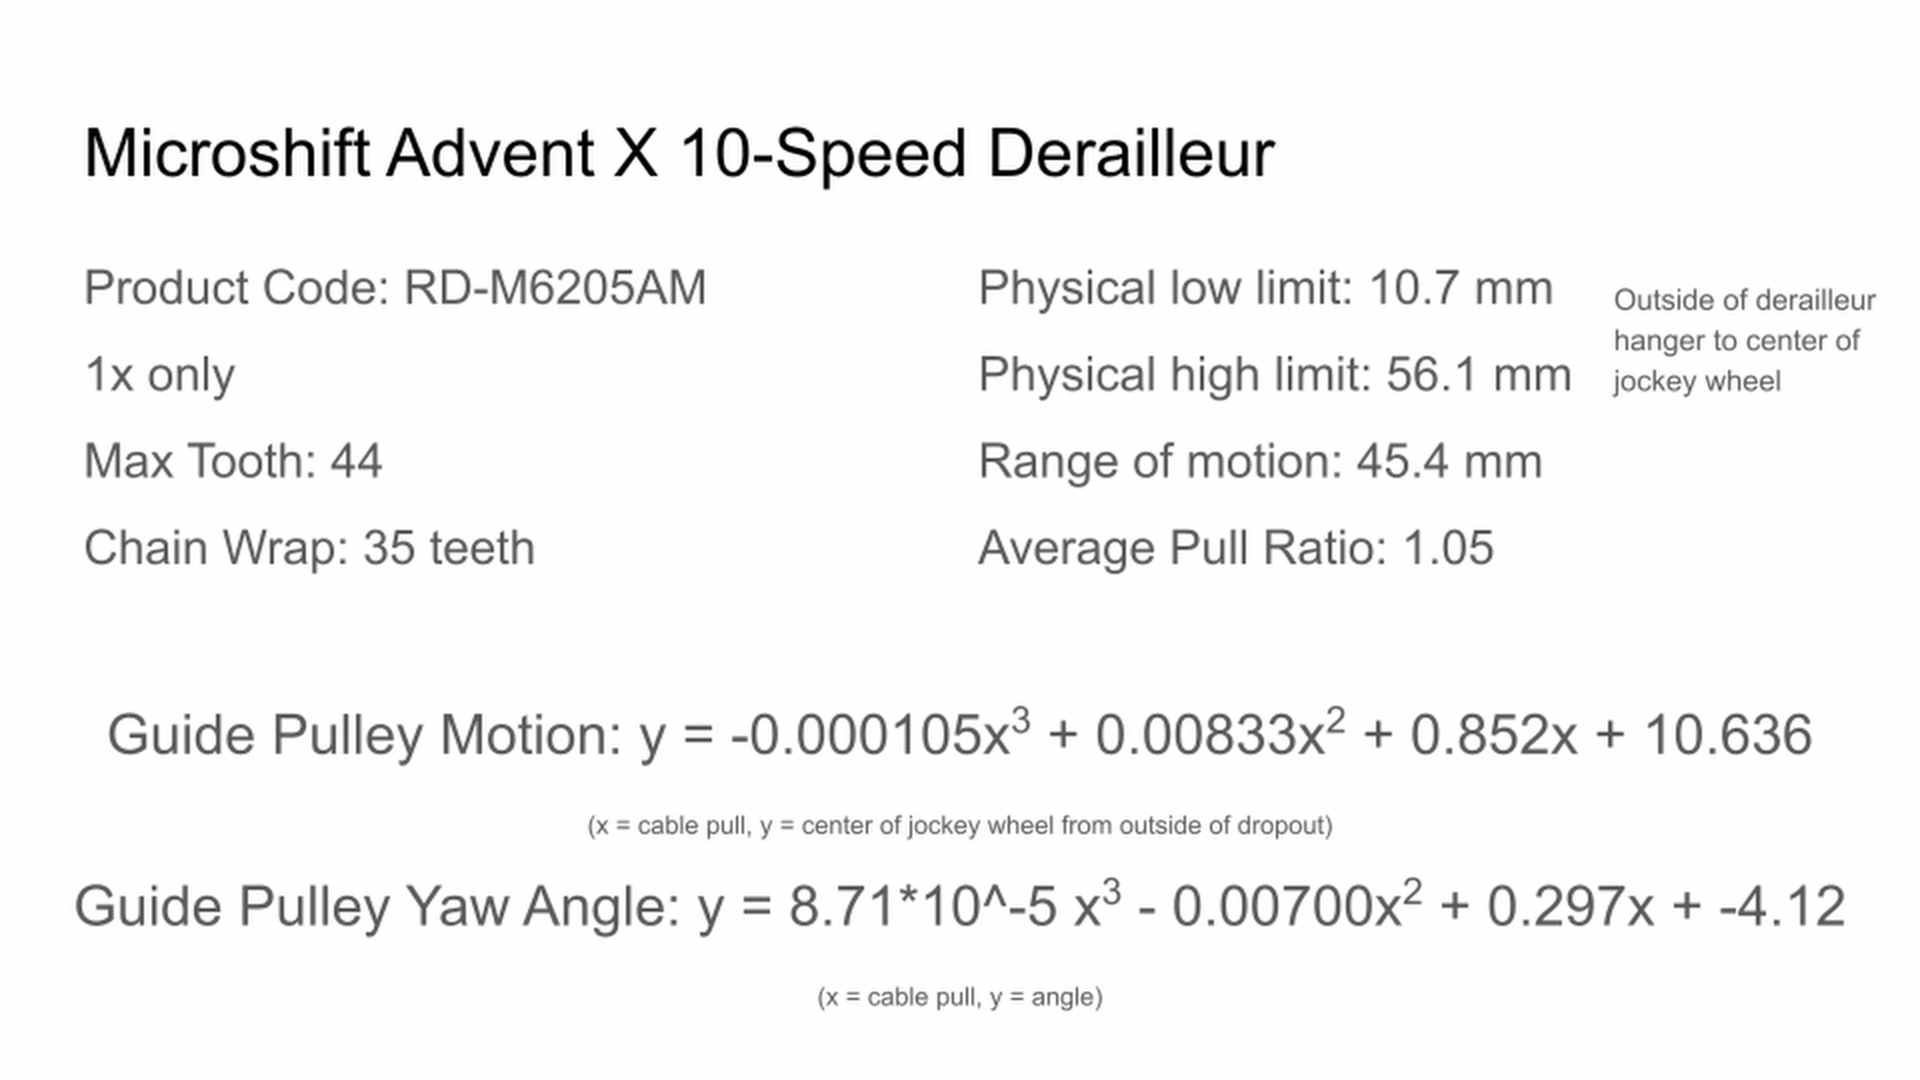 Microshift Advent X 10-Speed Derailleur
Product Code: RD-M6205AM
1x only
Max Tooth: 44
Chain Wrap: 35 teeth
Physical low limit: 10.7 mm
Physical high limit: 56.1 mm
Range of motion: 45.4 mm
Average Pull Ratio: 1.05
Outside of derailleur
hanger to center of
jockey wheel
Guide Pulley Motion: y = -0.000105x³ + 0.00833x² + 0.852x + 10.636
(x = cable pull, y = center of jockey wheel from outside of dropout)
Guide Pulley Yaw Angle: y = 8.71*10^-5 x³ - 0.00700x² + 0.297x + -4.12
(x = cable pull, y = angle)